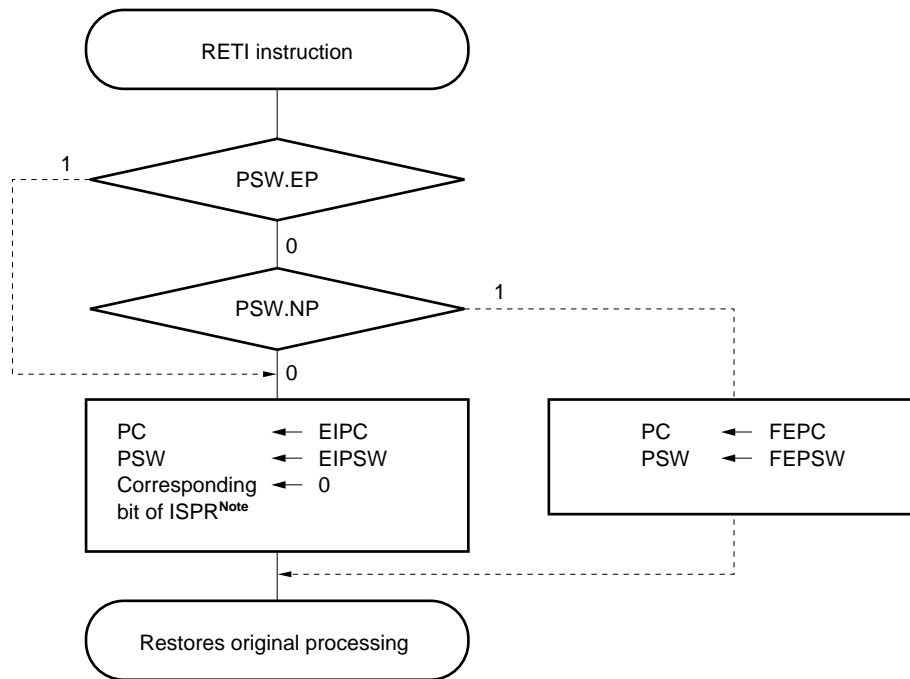 RETI instruction
1
PSW.EP
0
PSW.NP
1
0
PC ← EIPC
PSW ← EIPSW
Corresponding ← 0
bit of ISPRNote
PC ← FEPC
PSW ← FEPSW
Restores original processing